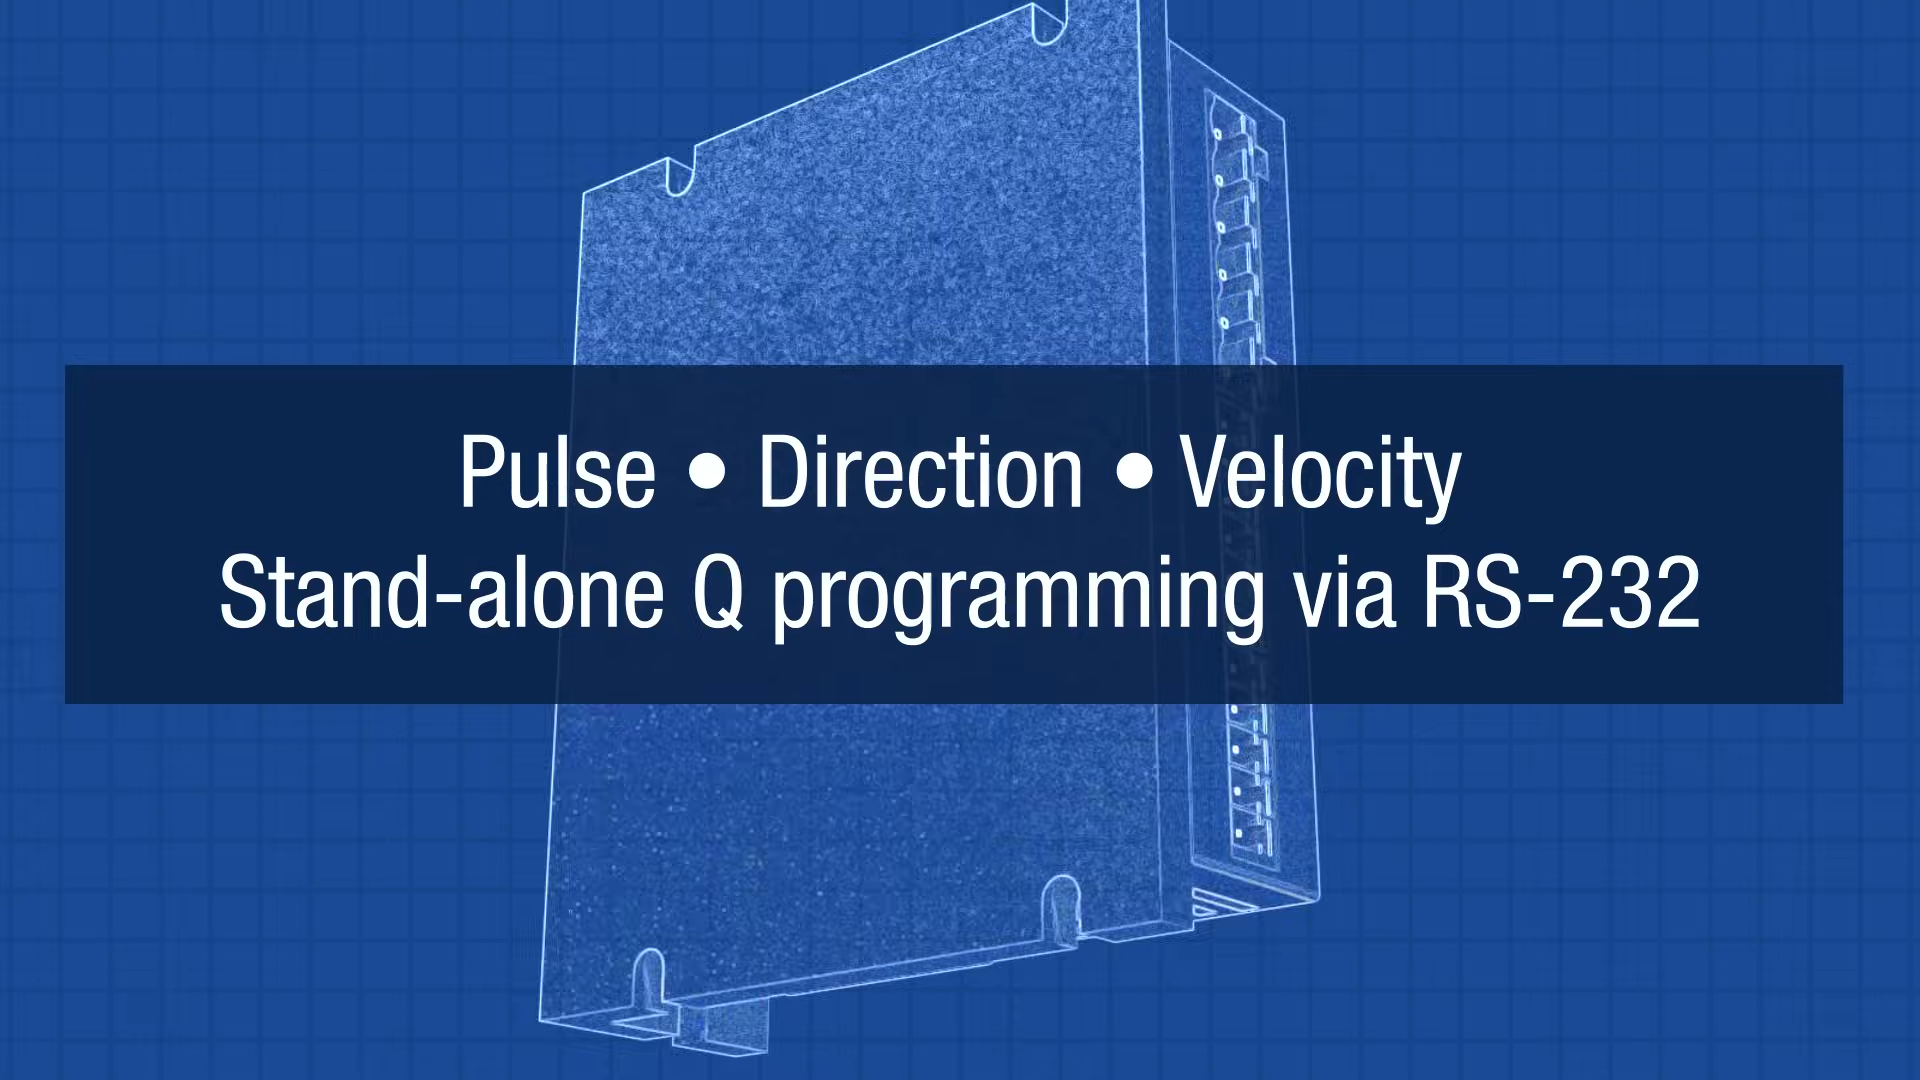 Pulse • Direction • Velocity
Stand-alone Q programming via RS-232